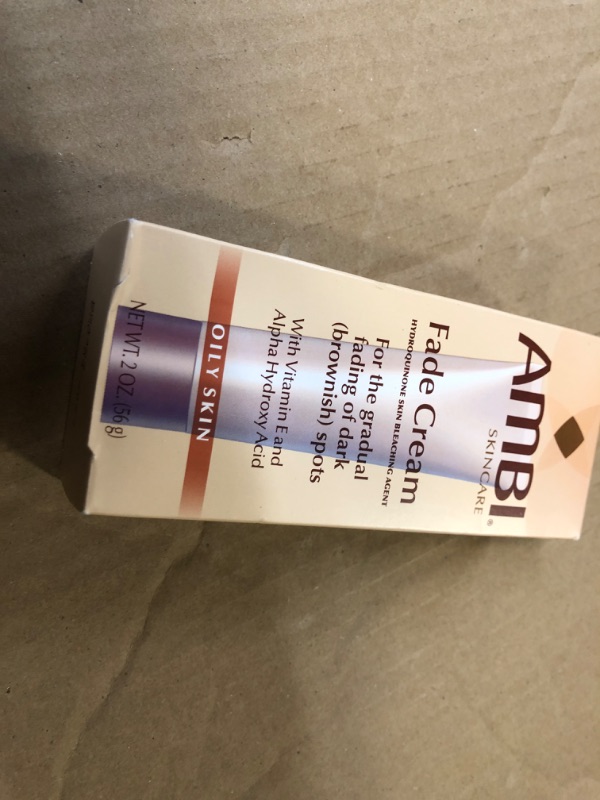 AMBI®
SKINCARE
Fade Cream
HYDROQUINONE SKIN BLEACHING AGENT
For the gradual
fading of dark
(brownish) spots
With Vitamin E and
Alpha Hydroxy Acid
OILY SKIN
NET WT. 2 OZ. (56 g)